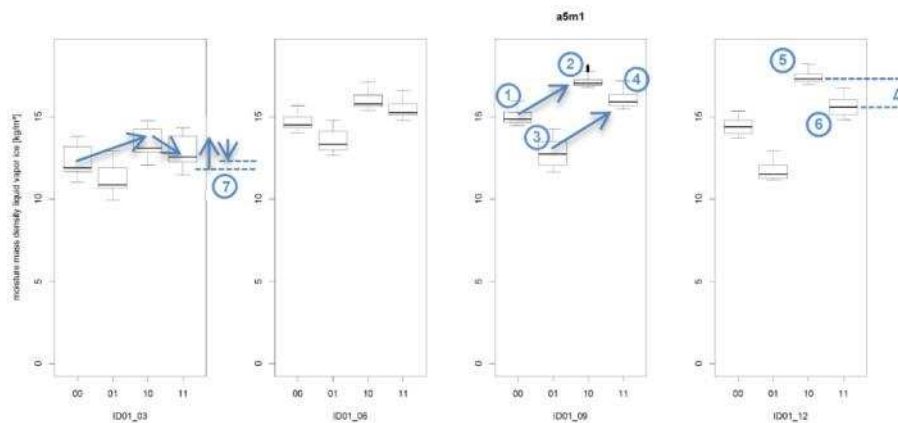 a5m1
moisture mass density liquid vapor ice [kg/m³]
0 5 10 15
00 01 10 11
ID01_03
7
0 5 10 15
00 01 10 11
ID01_06
0 5 10 15
00 01 10 11
ID01_09
1
2
3
4
0 5 10 15
00 01 10 11
ID01_12
5
6